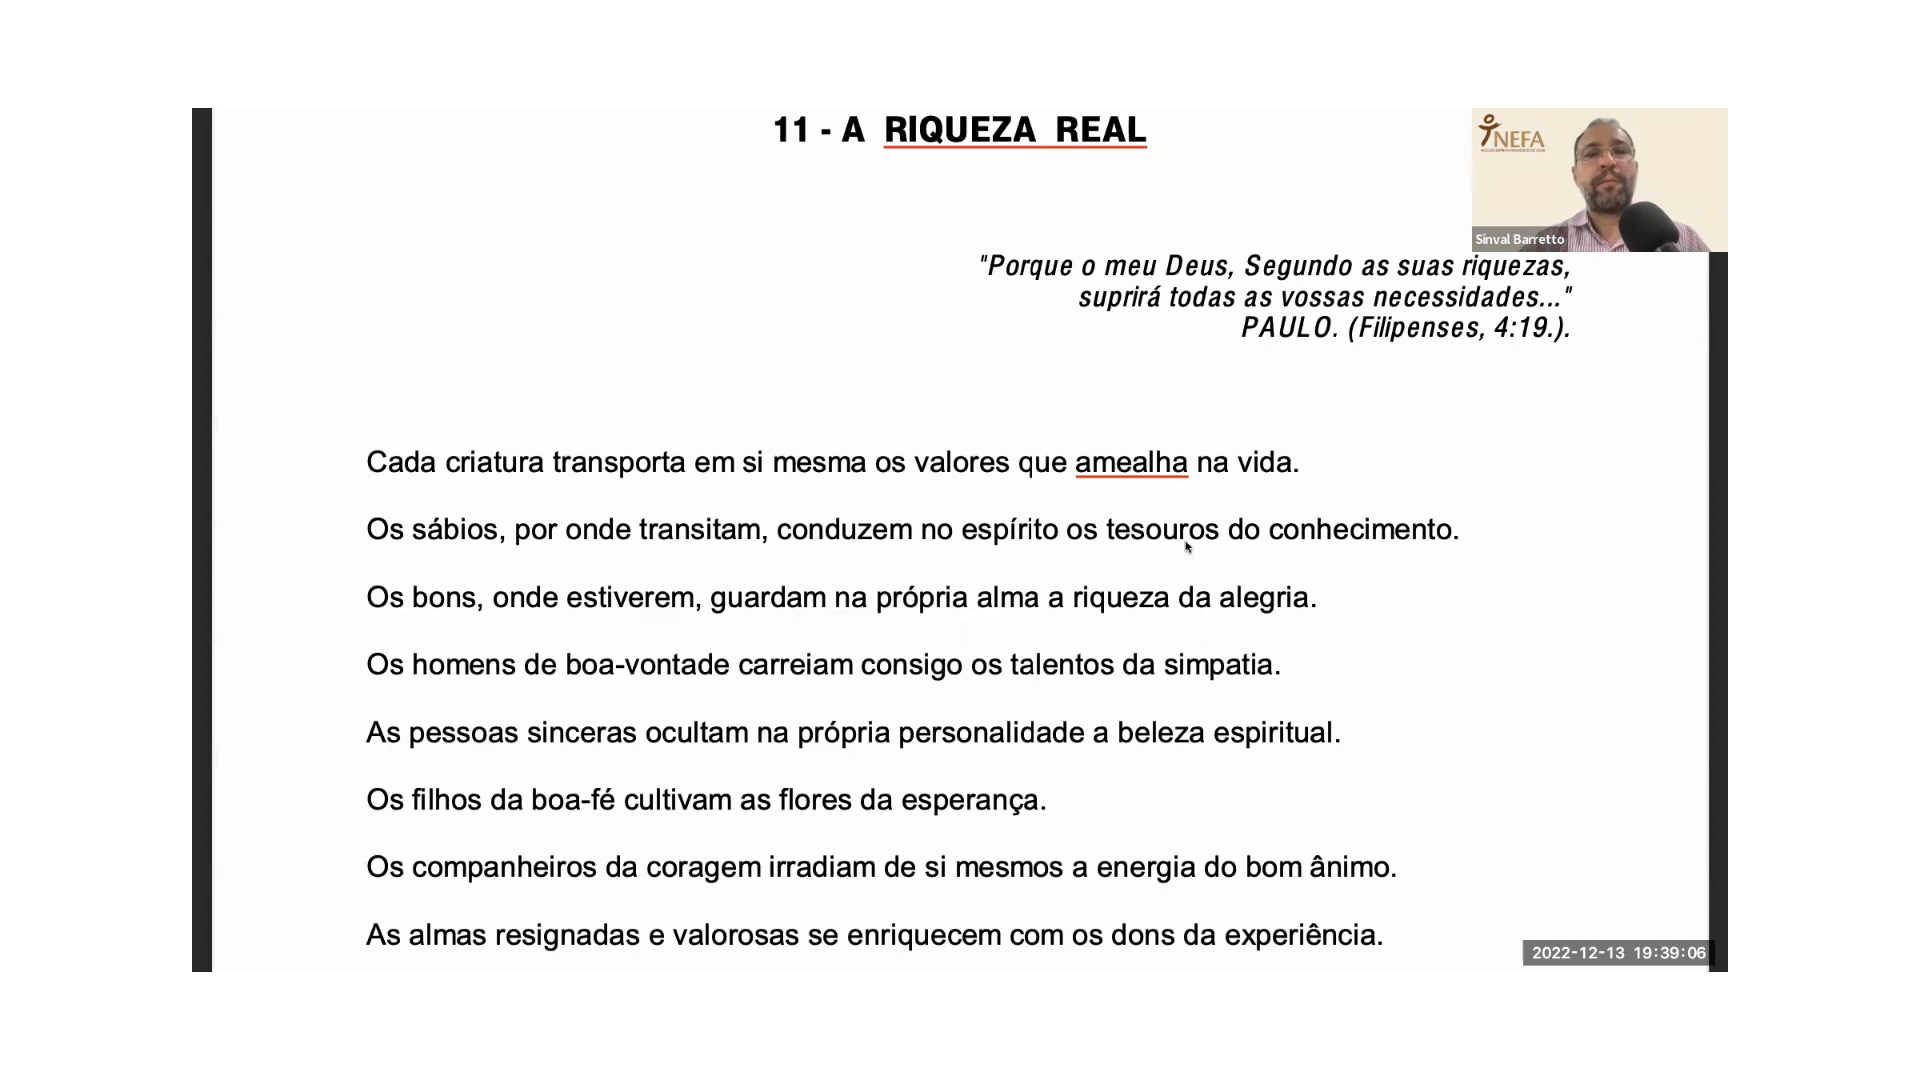 11 - A RIQUEZA REAL
NEFA
Sinval Barretto
"Porque o meu Deus, Segundo as suas riquezas,
suprirá todas as vossas necessidades..."
PAULO. (Filipenses, 4:19.).
Cada criatura transporta em si mesma os valores que amealha na vida.
Os sábios, por onde transitam, conduzem no espírito os tesouros do conhecimento.
Os bons, onde estiverem, guardam na própria alma a riqueza da alegria.
Os homens de boa-vontade carreiam consigo os talentos da simpatia.
As pessoas sinceras ocultam na própria personalidade a beleza espiritual.
Os filhos da boa-fé cultivam as flores da esperança.
Os companheiros da coragem irradiam de si mesmos a energia do bom ânimo.
As almas resignadas e valorosas se enriquecem com os dons da experiência.
2022-12-13 19:39:06